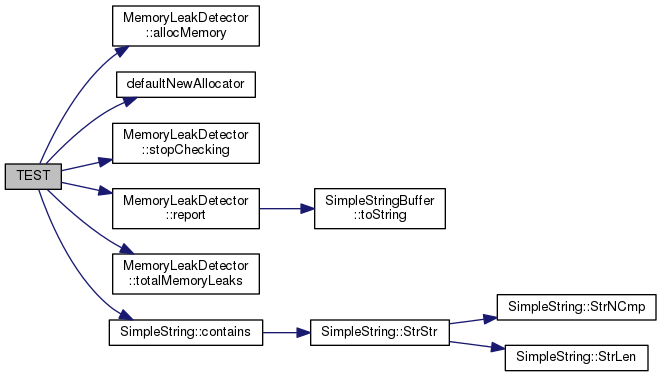 TEST
MemoryLeakDetector
::allocMemory
defaultNewAllocator
MemoryLeakDetector
::stopChecking
MemoryLeakDetector
::report
SimpleStringBuffer
::toString
MemoryLeakDetector
::totalMemoryLeaks
SimpleString::contains
SimpleString::StrStr
SimpleString::StrNCmp
SimpleString::StrLen